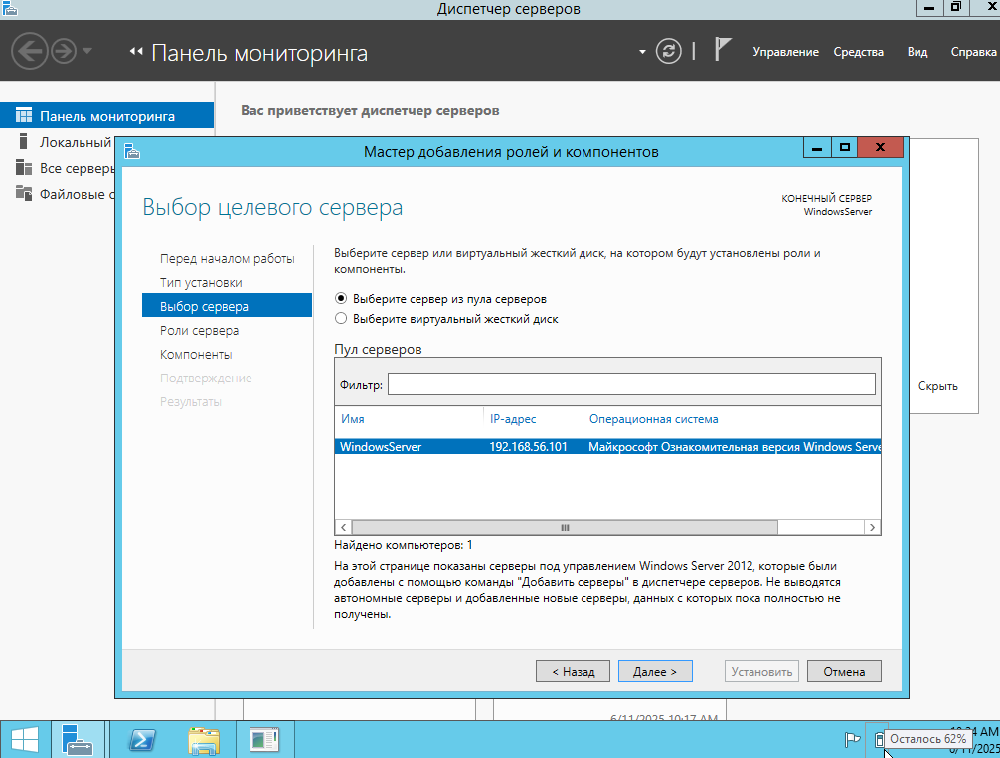 Диспетчер серверов
Панель мониторинга
Управление Средства Вид Справка
Панель мониторинга
Локальный
Все серверы
Файловые с
Вас приветствует диспетчер серверов
Скрыть
Мастер добавления ролей и компонентов
Выбор целевого сервера
КОНЕЧНЫЙ СЕРВЕР
WindowsServer
Перед началом работы
Тип установки
Выбор сервера
Роли сервера
Компоненты
Подтверждение
Результаты
Выберите сервер или виртуальный жесткий диск, на котором будут установлены роли и
компоненты.
Выберите сервер из пула серверов
Выберите виртуальный жесткий диск
Пул серверов
Фильтр:
Имя IP-адрес Операционная система
WindowsServer 192.168.56.101 Майкрософт Ознакомительная версия Windows Serve
Найдено компьютеров: 1
На этой странице показаны серверы под управлением Windows Server 2012, которые были
добавлены с помощью команды "Добавить серверы" в диспетчере серверов. Не выводятся
автономные серверы и добавленные новые серверы, данных с которых пока полностью не
получены.
< Назад Далее > Установить Отмена
6/11/2025 10:17 AM
Осталось 62%
AM
/11/2025